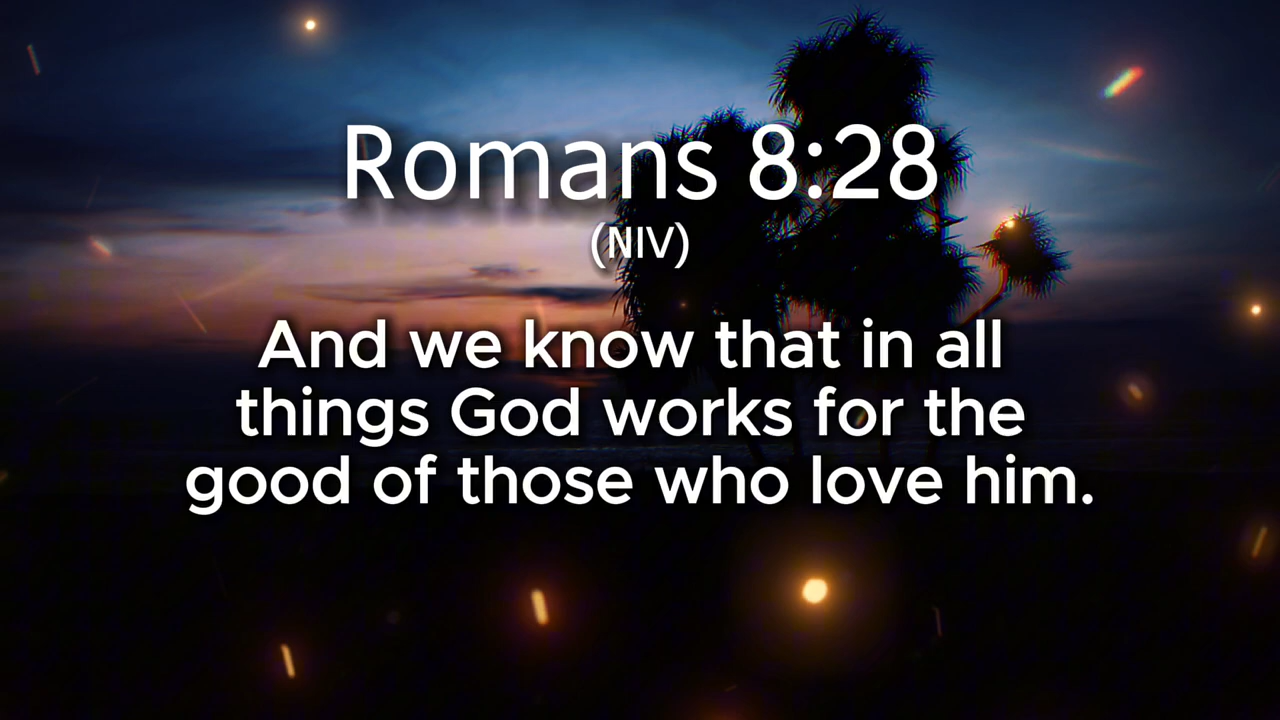 Romans 8:28
(NIV)
And we know that in all
things God works for the
good of those who love him.